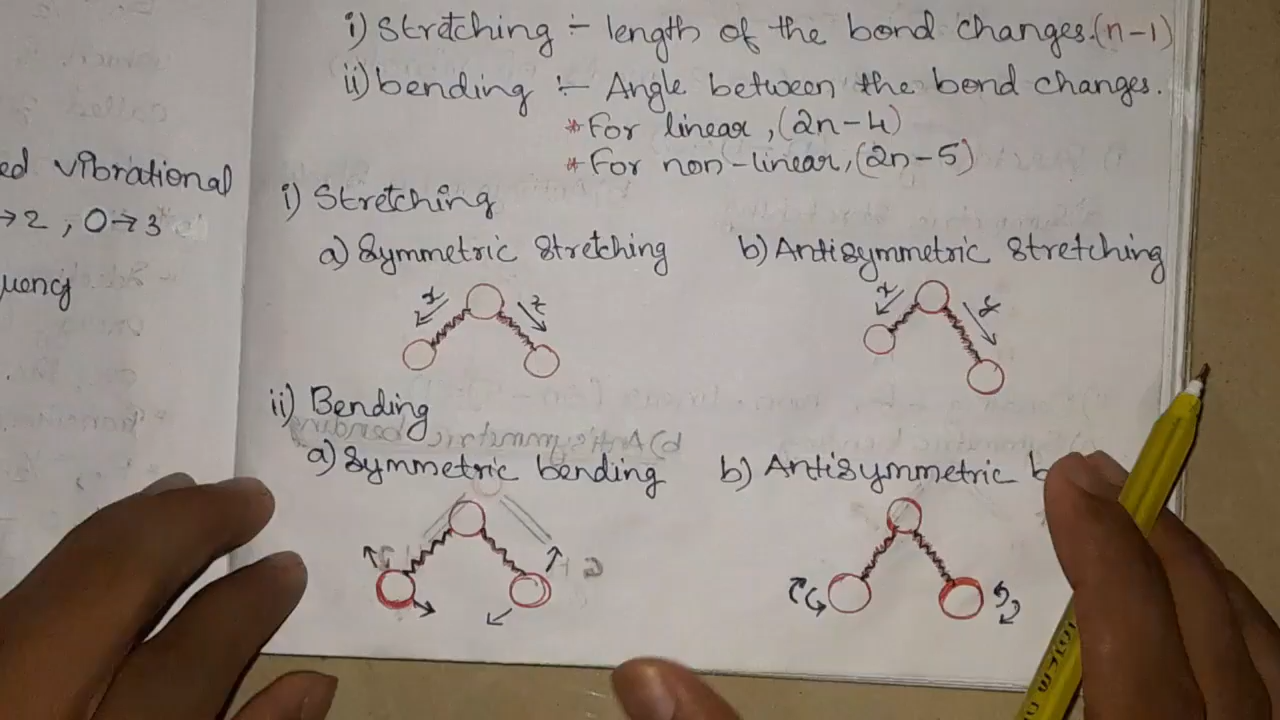 i) Stretching :- length of the bond changes.(n-1)
ii) bending :- Angle between the bond changes.
*For linear, (2n-4)
*For non-linear, (2n-5)
ed vibrational
→2, 0→3
uency
i) Stretching
a) Symmetric stretching
b) Antisymmetric stretching
x
x
y
ii) Bending
a) Symmetric bending
b) Antisymmetric b